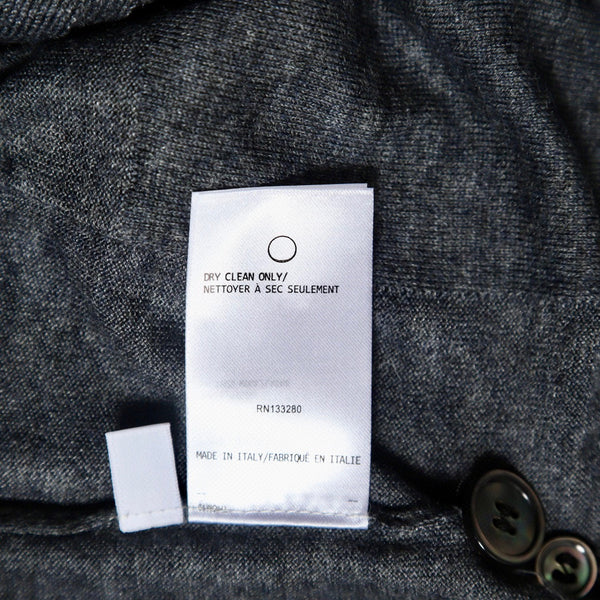 DRY CLEAN ONLY/
NETTOYER À SEC SEULEMENT
RN133280
MADE IN ITALY/FABRIQUÉ EN ITALIE